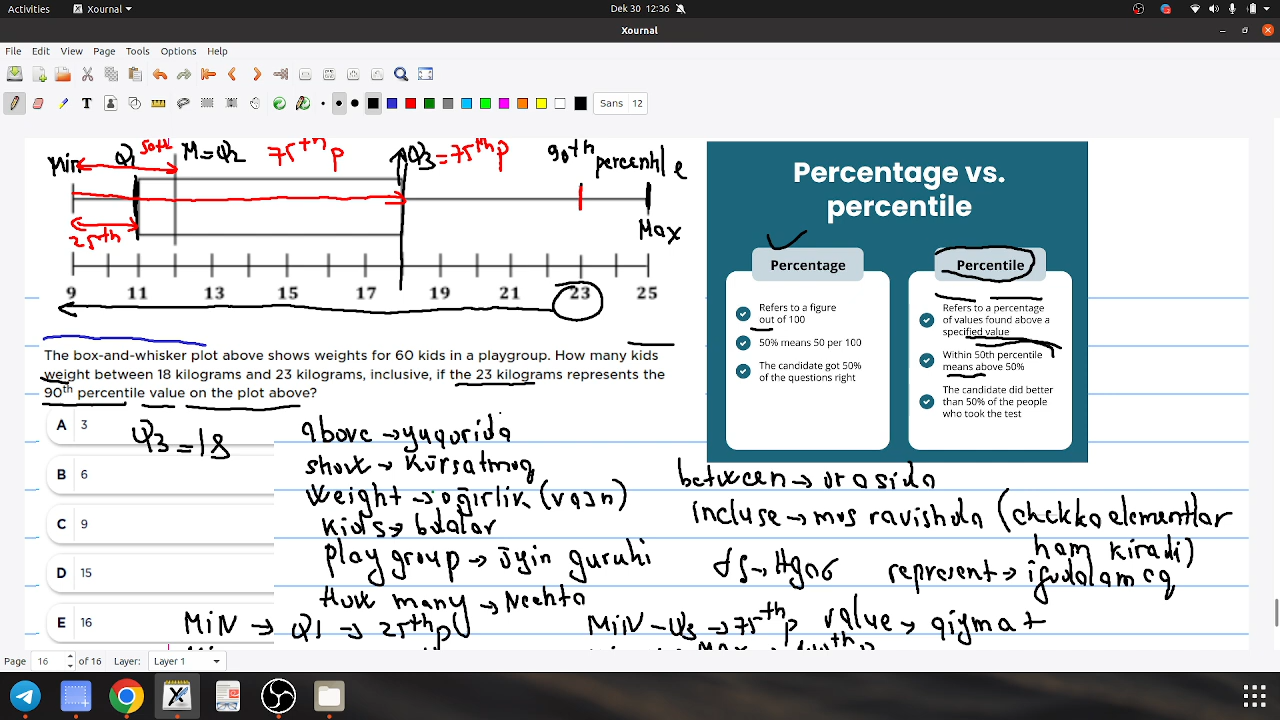 Activities
Xournal
Dek 30 12:36
Xournal
File Edit View Page Tools Options Help
T
Sans 12
Min
Q1
50th
M=Q2
75th P
Q3=75th P
90th
percentile
25th
Max
9 11 13 15 17 19 21 23 25
The box-and-whisker plot above shows weights for 60 kids in a playgroup. How many kids
weight between 18 kilograms and 23 kilograms, inclusive, if the 23 kilograms represents the
90th percentile value on the plot above?
A 3
B 6
C 9
D 15
E 16
Q3=18
above → yuqorida
show → Kürsatmoq
weight → oğirlik (vazn)
kids → bolalar
play group → üyin guruhi
How many → Nechta
Percentage vs.
percentile
Percentage
Refers to a figure
out of 100
50% means 50 per 100
The candidate got 50%
of the questions right
Percentile
Refers to a percentage
of values found above a
specified value
Within 50th percentile
means above 50%
The candidate did better
than 50% of the people
who took the test
between → orasida
ravishda (chekka elementlar
ham kiradi)
represent → ifodalamoq
MiN → Q1 → 25th p
MiN - Q3 → 75th p
value → qiymat
Page 16 of 16 Layer: Layer 1